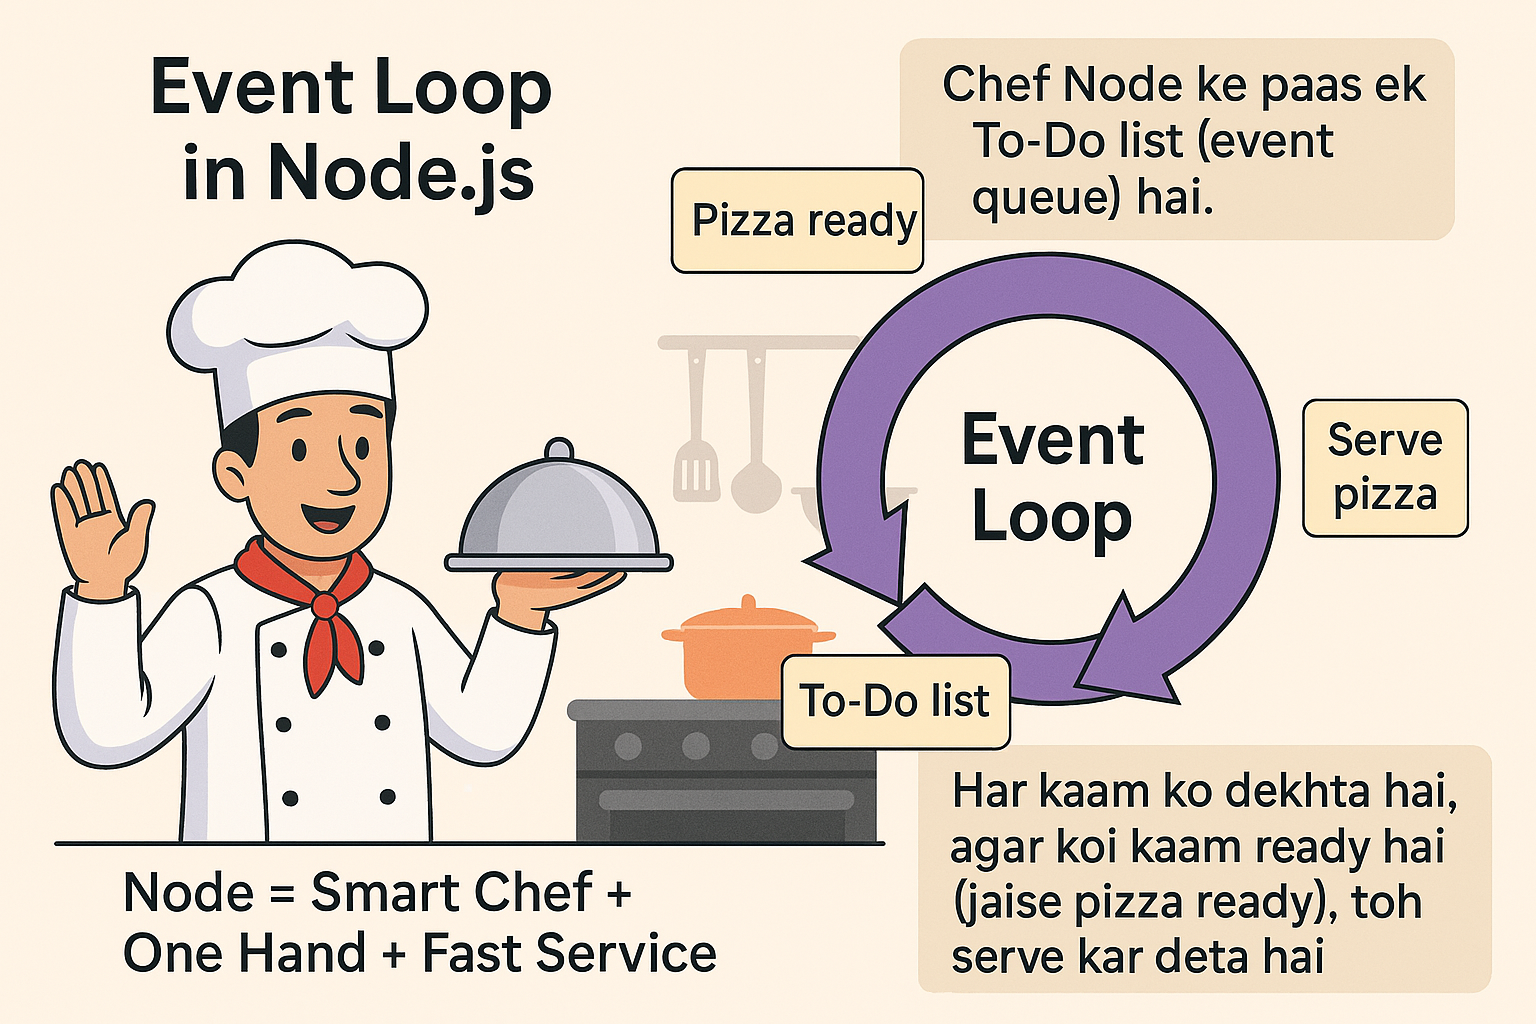 Event Loop
in Node.js
Chef Node ke paas ek
To-Do list (event
queue) hai.
Pizza ready
Event
Loop
Serve
pizza
To-Do list
Har kaam ko dekhta hai,
agar koi kaam ready hai
(jaise pizza ready), toh
serve kar deta hai
Node = Smart Chef +
One Hand + Fast Service